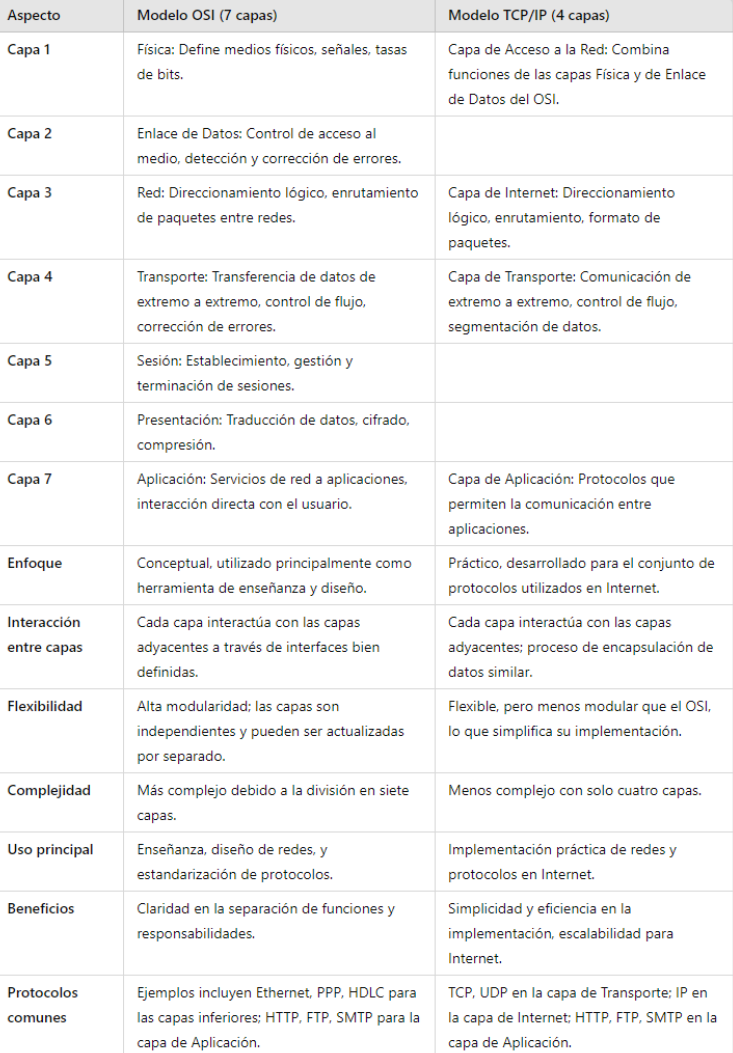 Aspecto Modelo OSI (7 capas) Modelo TCP/IP (4 capas)
Capa 1 Física: Define medios físicos, señales, tasas Capa de Acceso a la Red: Combina
de bits. funciones de las capas Física y de Enlace
de Datos del OSI.
Capa 2 Enlace de Datos: Control de acceso al
medio, detección y corrección de errores.
Capa 3 Red: Direccionamiento lógico, enrutamiento Capa de Internet: Direccionamiento
de paquetes entre redes. lógico, enrutamiento, formato de
paquetes.
Capa 4 Transporte: Transferencia de datos de Capa de Transporte: Comunicación de
extremo a extremo, control de flujo, extremo a extremo, control de flujo,
corrección de errores. segmentación de datos.
Capa 5 Sesión: Establecimiento, gestión y
terminación de sesiones.
Capa 6 Presentación: Traducción de datos, cifrado,
compresión.
Capa 7 Aplicación: Servicios de red a aplicaciones, Capa de Aplicación: Protocolos que
interacción directa con el usuario. permiten la comunicación entre
aplicaciones.
Enfoque Conceptual, utilizado principalmente como Práctico, desarrollado para el conjunto de
herramienta de enseñanza y diseño. protocolos utilizados en Internet.
Interacción Cada capa interactúa con las capas Cada capa interactúa con las capas
entre capas adyacentes a través de interfaces bien adyacentes; proceso de encapsulación de
definidas. datos similar.
Flexibilidad Alta modularidad; las capas son Flexible, pero menos modular que el OSI,
independientes y pueden ser actualizadas lo que simplifica su implementación.
por separado.
Complejidad Más complejo debido a la división en siete Menos complejo con solo cuatro capas.
capas.
Uso principal Enseñanza, diseño de redes, y Implementación práctica de redes y
estandarización de protocolos. protocolos en Internet.
Beneficios Claridad en la separación de funciones y Simplicidad y eficiencia en la
responsabilidades. implementación, escalabilidad para
Internet.
Protocolos Ejemplos incluyen Ethernet, PPP, HDLC para TCP, UDP en la capa de Transporte; IP en
comunes las capas inferiores; HTTP, FTP, SMTP para la la capa de Internet; HTTP, FTP, SMTP en la
capa de Aplicación. capa de Aplicación.